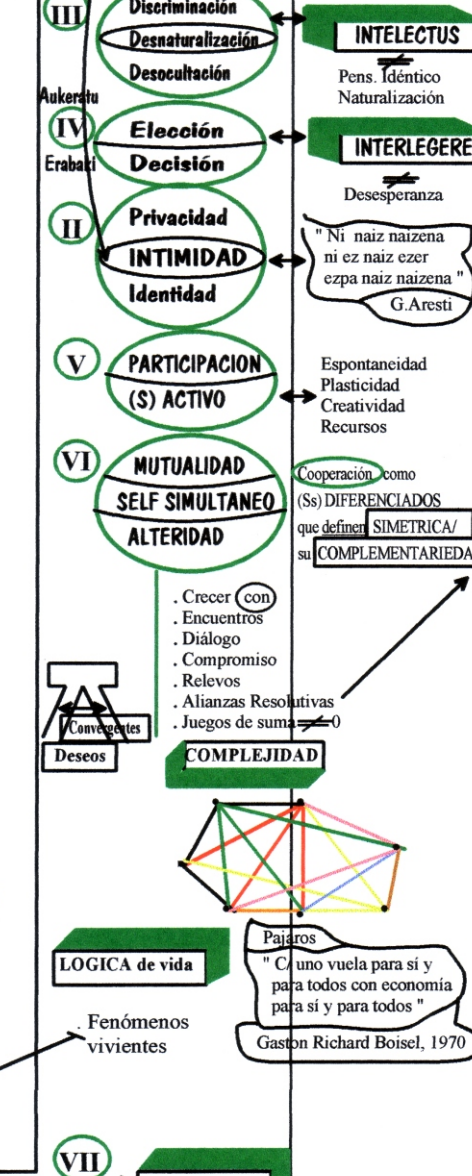 III
Discriminación
Desnaturalización
Desocultación
INTELECTUS
Pens. Idéntico
Naturalización
Aukeratu
IV
Erabaki
Elección
Decisión
INTERLEGERE
Desesperanza
II
Privacidad
INTIMIDAD
Identidad
" Ni naiz naizena
ni ez naiz ezer
ezpa naiz naizena "
G.Aresti
V
PARTICIPACION
(S) ACTIVO
Espontaneidad
Plasticidad
Creatividad
Recursos
VI
MUTUALIDAD
SELF SIMULTANEO
ALTERIDAD
Cooperación como
(Ss) DIFERENCIADOS
que definen SIMETRICA/
su COMPLEMENTARIEDA
. Crecer con
. Encuentros
. Diálogo
. Compromiso
. Relevos
. Alianzas Resolutivas
. Juegos de suma ≠ 0
Convergentes
Deseos
COMPLEJIDAD
LOGICA de vida
. Fenómenos
vivientes
Pajaros
" C/ uno vuela para sí y
para todos con economía
para sí y para todos "
Gaston Richard Boisel, 1970
VII